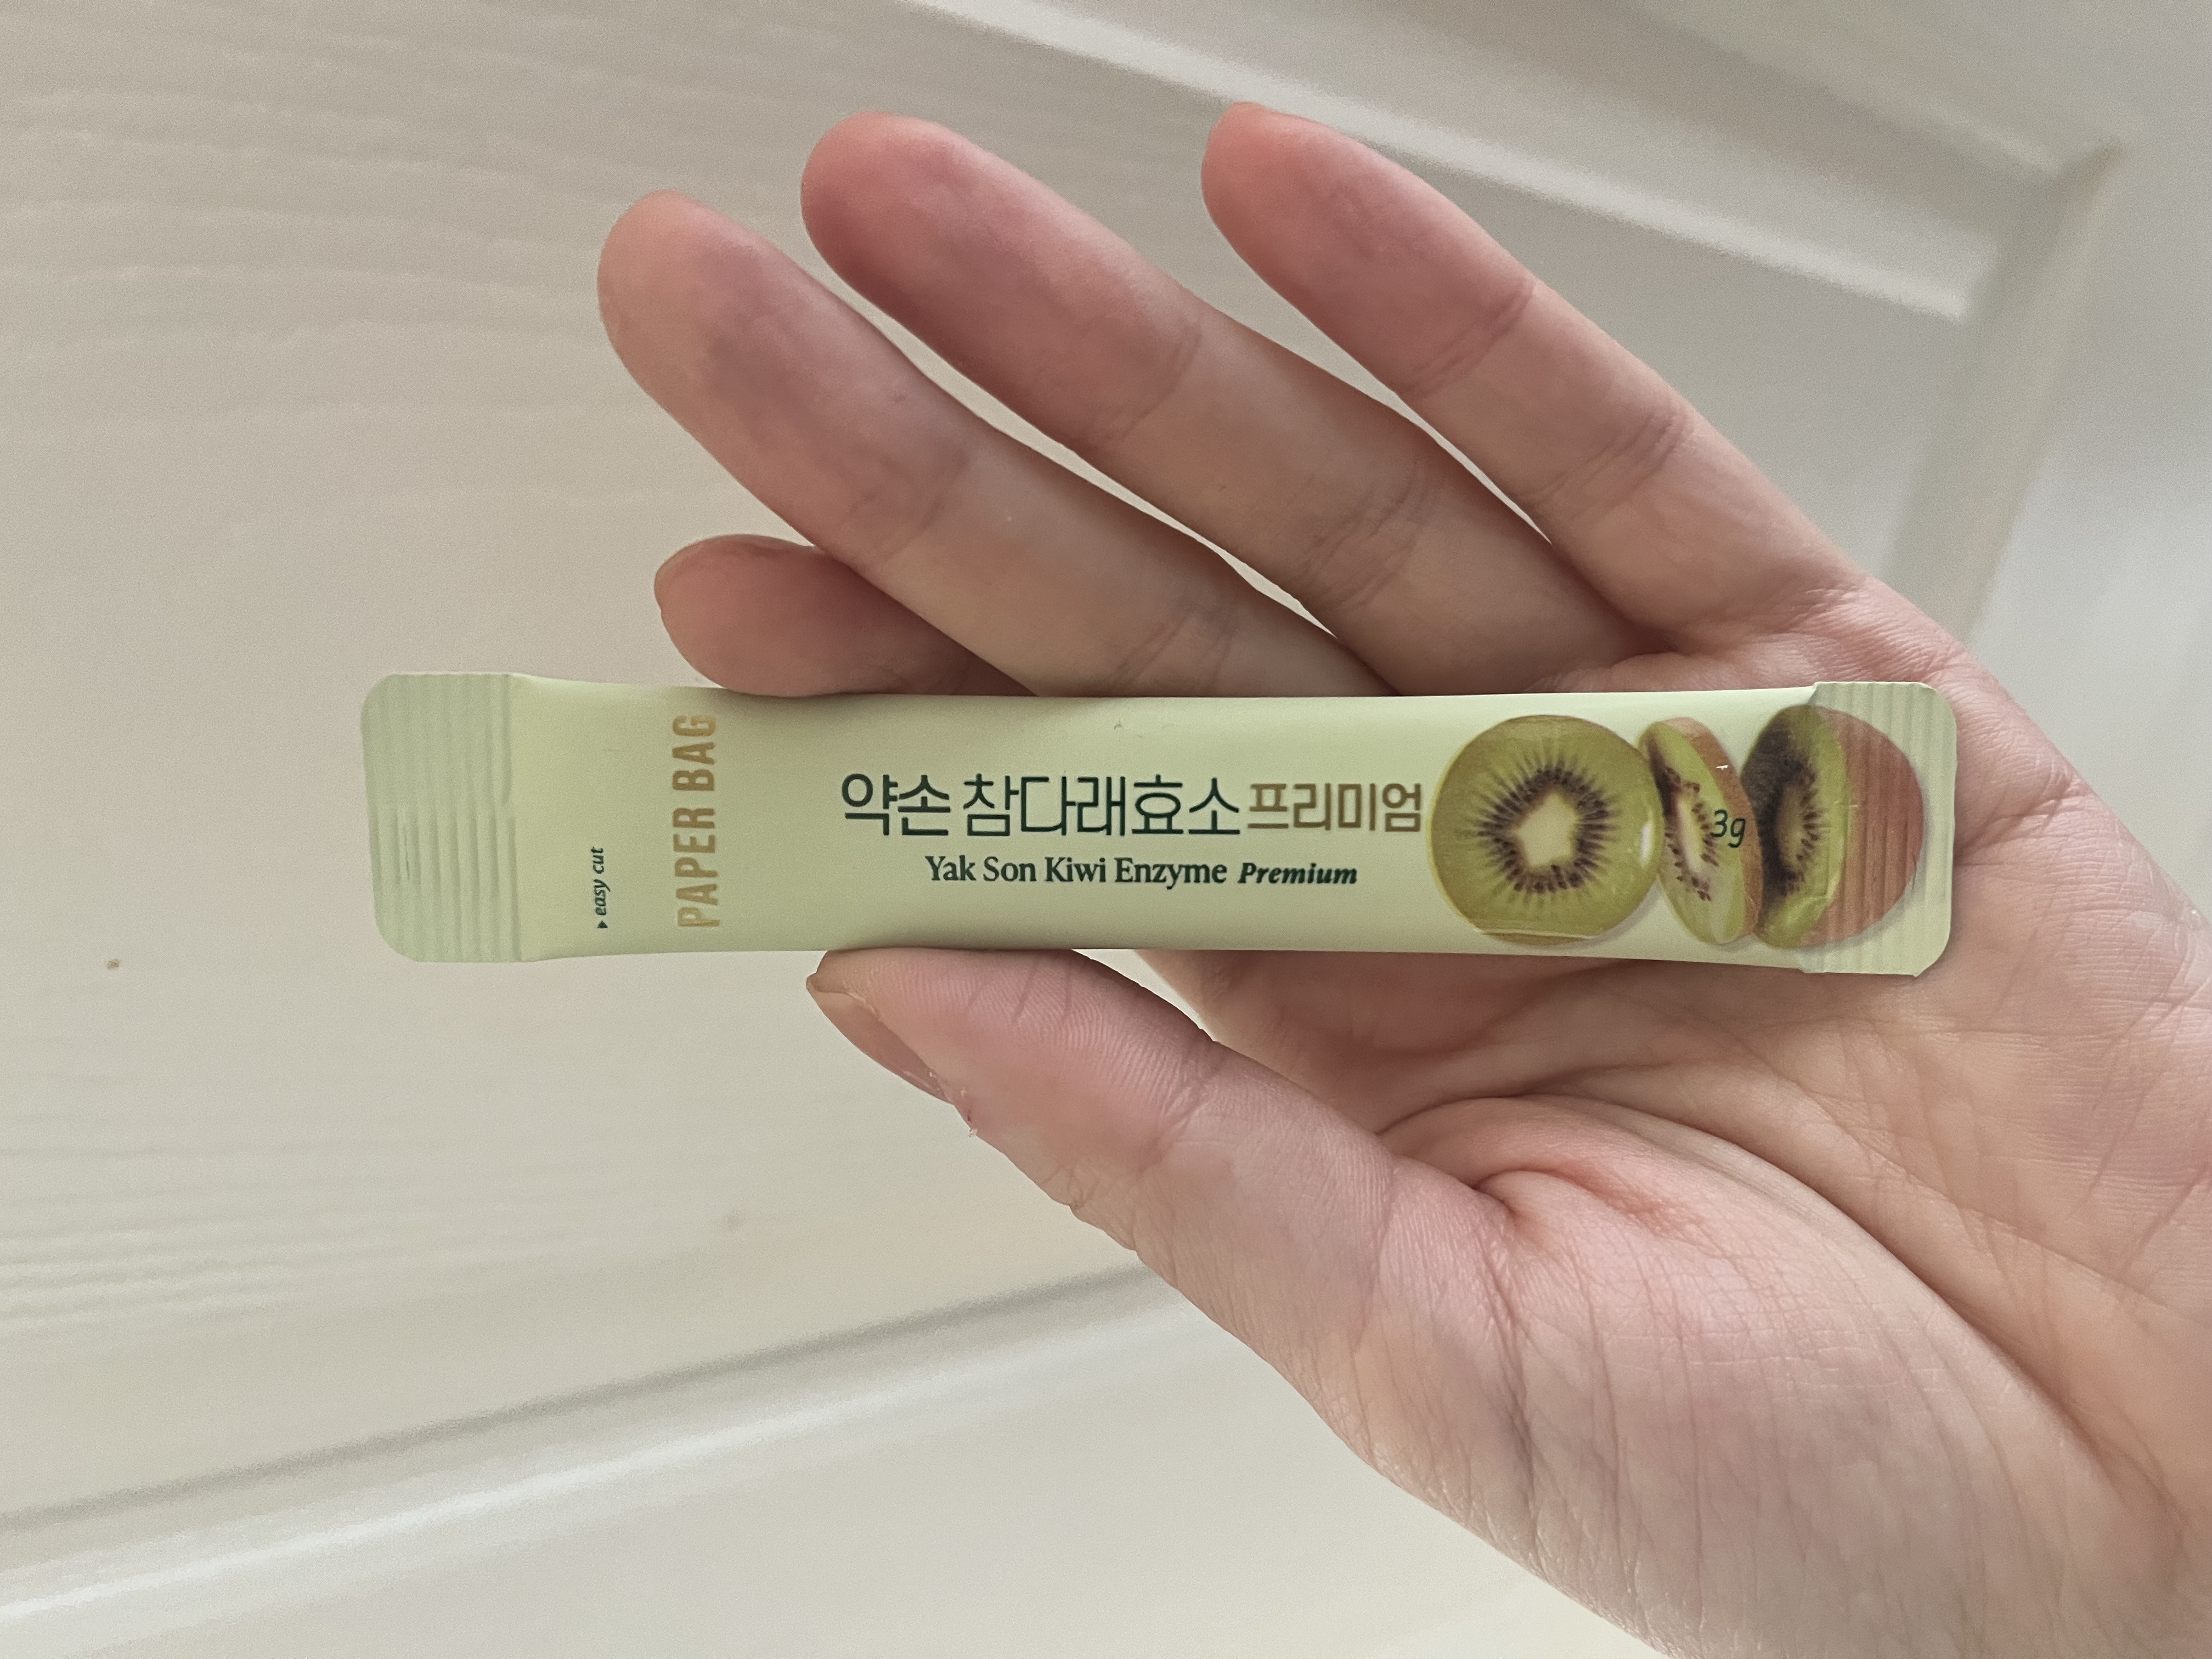 ▸ easy cut
PAPER BAG
약손 참다래효소 프리미엄
Yak Son Kiwi Enzyme Premium
3g